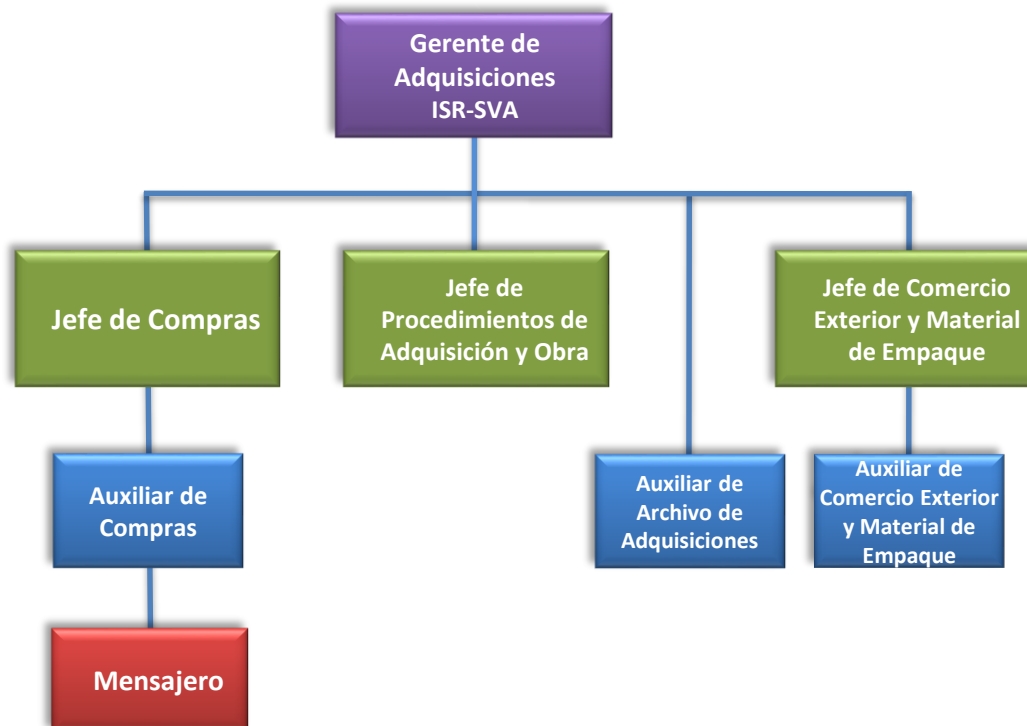 Gerente de
Adquisiciones
ISR-SVA
Jefe de Compras
Jefe de
Procedimientos de
Adquisición y Obra
Jefe de Comercio
Exterior y Material
de Empaque
Auxiliar de
Compras
Auxiliar de
Archivo de
Adquisiciones
Auxiliar de
Comercio Exterior
y Material de
Empaque
Mensajero